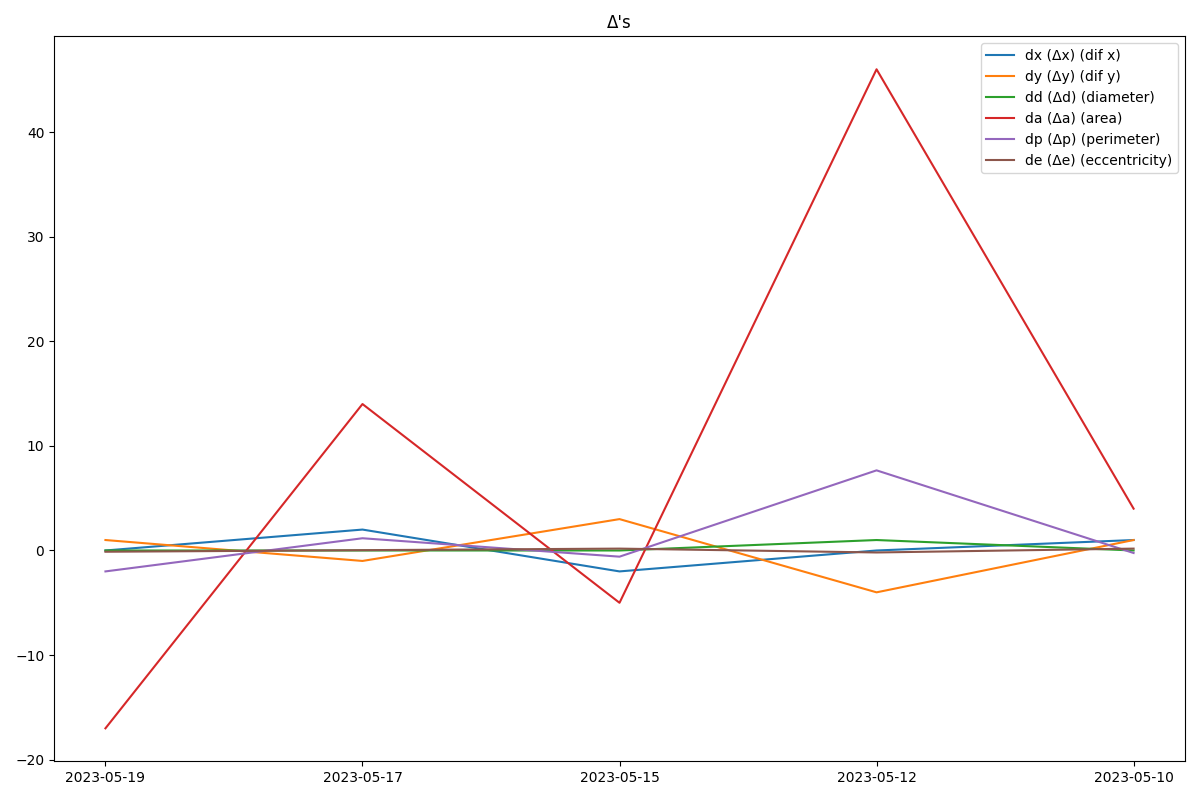 Δ's
dx (Δx) (dif x)
dy (Δy) (dif y)
dd (Δd) (diameter)
da (Δa) (area)
dp (Δp) (perimeter)
de (Δe) (eccentricity)
40
30
20
10
0
−10
−20
2023-05-19 2023-05-17 2023-05-15 2023-05-12 2023-05-10